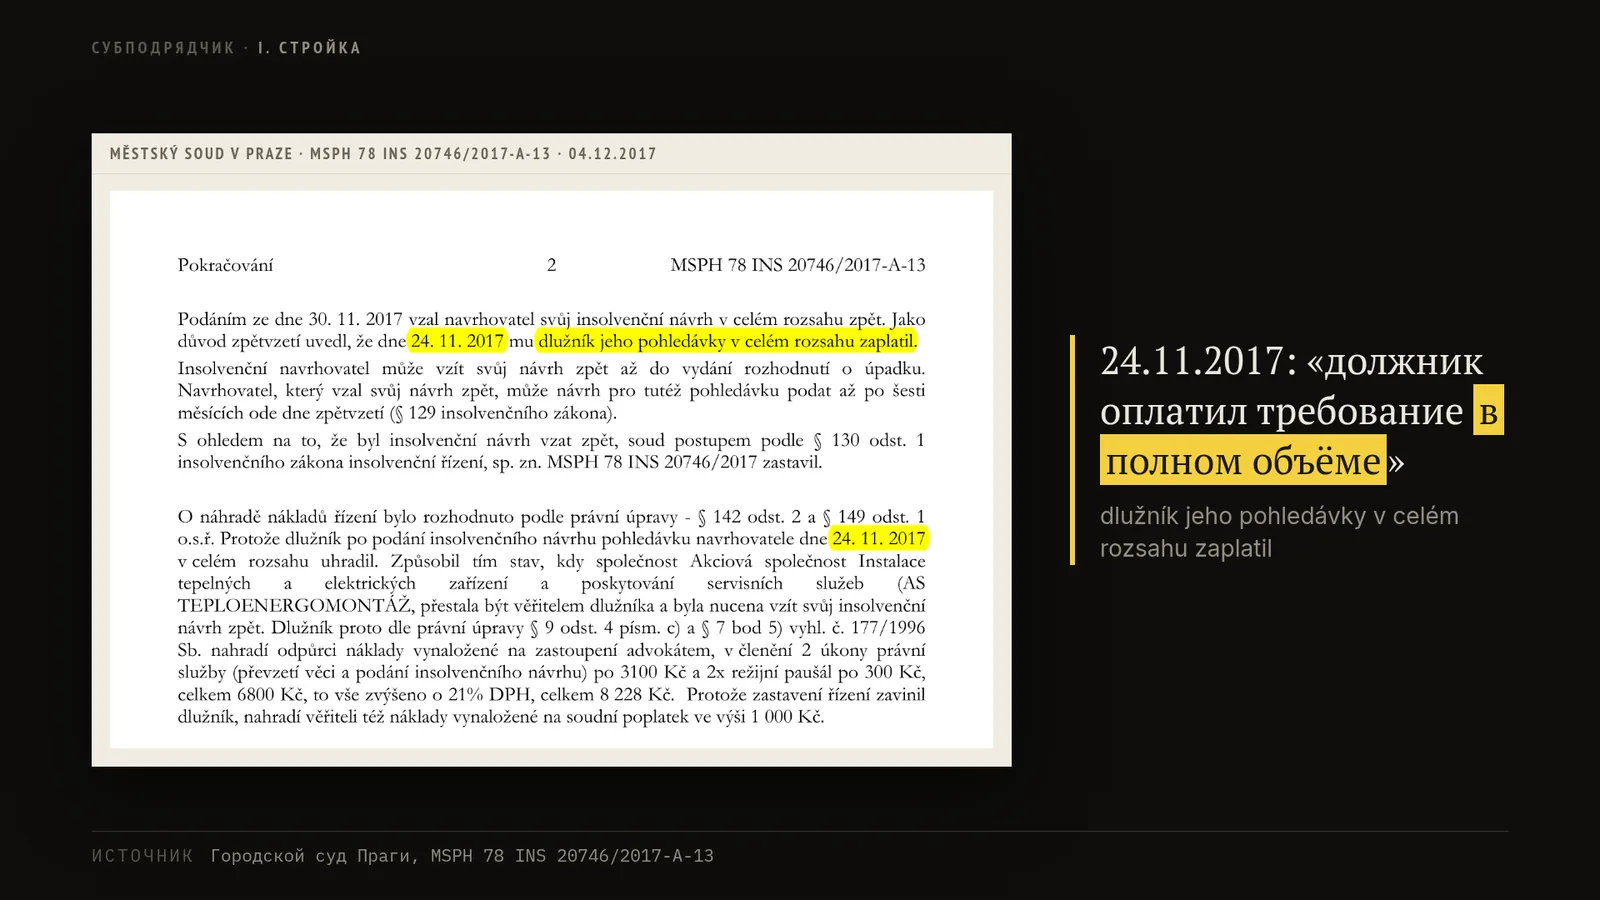 СУБПОДРЯДЧИК · I. СТРОЙКА
MĚSTSKÝ SOUD V PRAZE · MSPH 78 INS 20746/2017-A-13 · 04.12.2017
Pokračování 2 MSPH 78 INS 20746/2017-A-13
Podáním ze dne 30. 11. 2017 vzal navrhovatel svůj insolvenční návrh v celém rozsahu zpět. Jako
důvod zpětvzetí uvedl, že dne 24. 11. 2017 mu dlužník jeho pohledávky v celém rozsahu zaplatil.
Insolvenční navrhovatel může vzít svůj návrh zpět až do vydání rozhodnutí o úpadku.
Navrhovatel, který vzal svůj návrh zpět, může návrh pro tutéž pohledávku podat až po šesti
měsících ode dne zpětvzetí (§ 129 insolvenčního zákona).
S ohledem na to, že byl insolvenční návrh vzat zpět, soud postupem podle § 130 odst. 1
insolvenčního zákona insolvenční řízení, sp. zn. MSPH 78 INS 20746/2017 zastavil.
O náhradě nákladů řízení bylo rozhodnuto podle právní úpravy - § 142 odst. 2 a § 149 odst. 1
o.s.ř. Protože dlužník po podání insolvenčního návrhu pohledávku navrhovatele dne 24. 11. 2017
v celém rozsahu uhradil. Způsobil tím stav, kdy společnost Akciová společnost Instalace
tepelných a elektrických zařízení a poskytování servisních služeb (AS
TEPLOENERGOMONTÁŽ, přestala být věřitelem dlužníka a byla nucena vzít svůj insolvenční
návrh zpět. Dlužník proto dle právní úpravy § 9 odst. 4 písm. c) a § 7 bod 5) vyhl. č. 177/1996
Sb. nahradí odpůrci náklady vynaložené na zastoupení advokátem, v členění 2 úkony právní
služby (převzetí věci a podání insolvenčního návrhu) po 3100 Kč a 2x režijní paušál po 300 Kč,
celkem 6800 Kč, to vše zvýšeno o 21% DPH, celkem 8 228 Kč. Protože zastavení řízení zavinil
dlužník, nahradí věřiteli též náklady vynaložené na soudní poplatek ve výši 1 000 Kč.
24.11.2017: «должник
оплатил требование в
полном объёме»
dlužník jeho pohledávky v celém
rozsahu zaplatil
ИСТОЧНИК Городской суд Праги, MSPH 78 INS 20746/2017-A-13